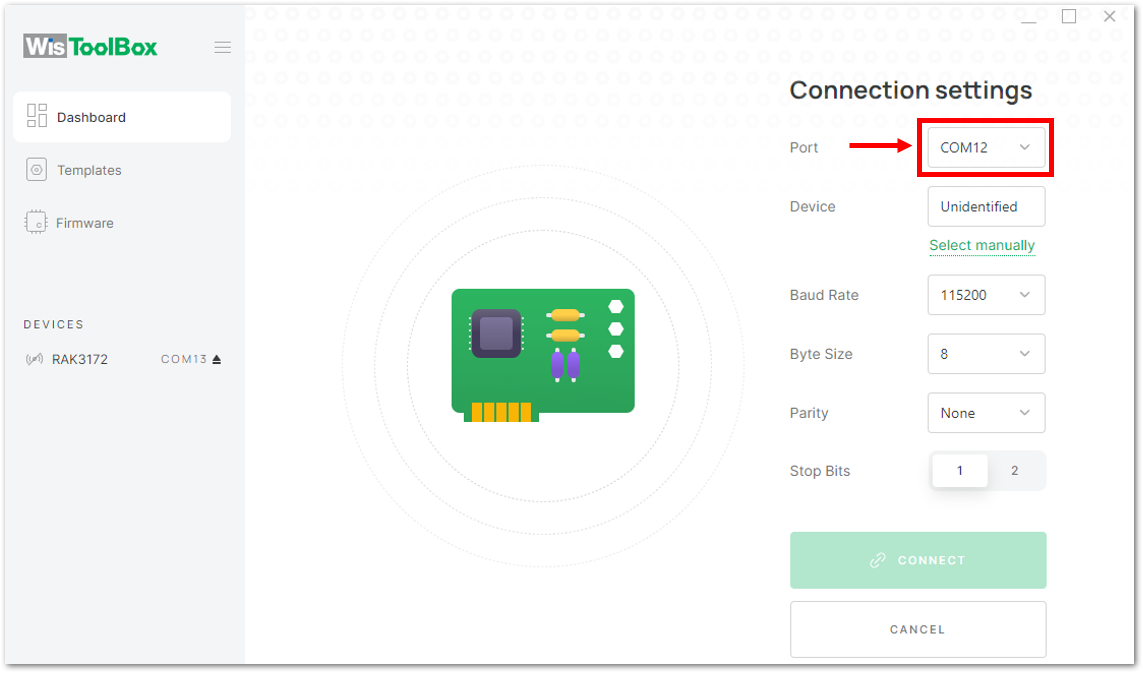 WisToolBox
Dashboard
Templates
Firmware
DEVICES
RAK3172 COM13
Connection settings
Port COM12
Device Unidentified
Select manually
Baud Rate 115200
Byte Size 8
Parity None
Stop Bits 1 2
CONNECT
CANCEL